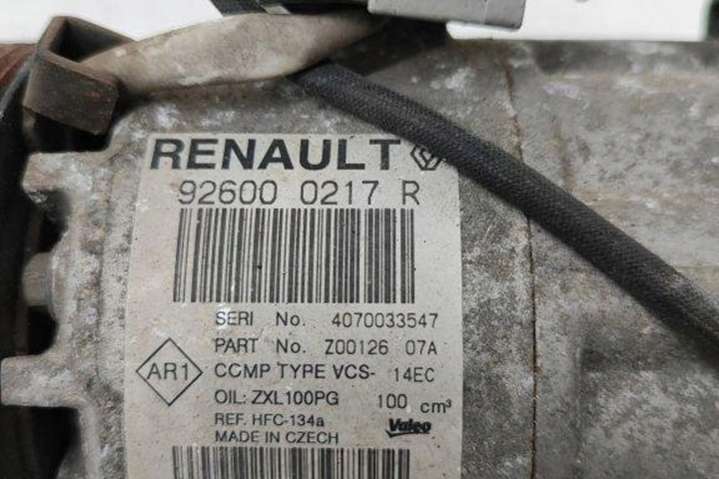 RENAULT
92600 0217 R
SERI No. 4070033547
PART No. Z00126 07A
AR1
CCMP TYPE VCS- 14EC
OIL: ZXL100PG 100 cm³
REF. HFC-134a
MADE IN CZECH
Valeo